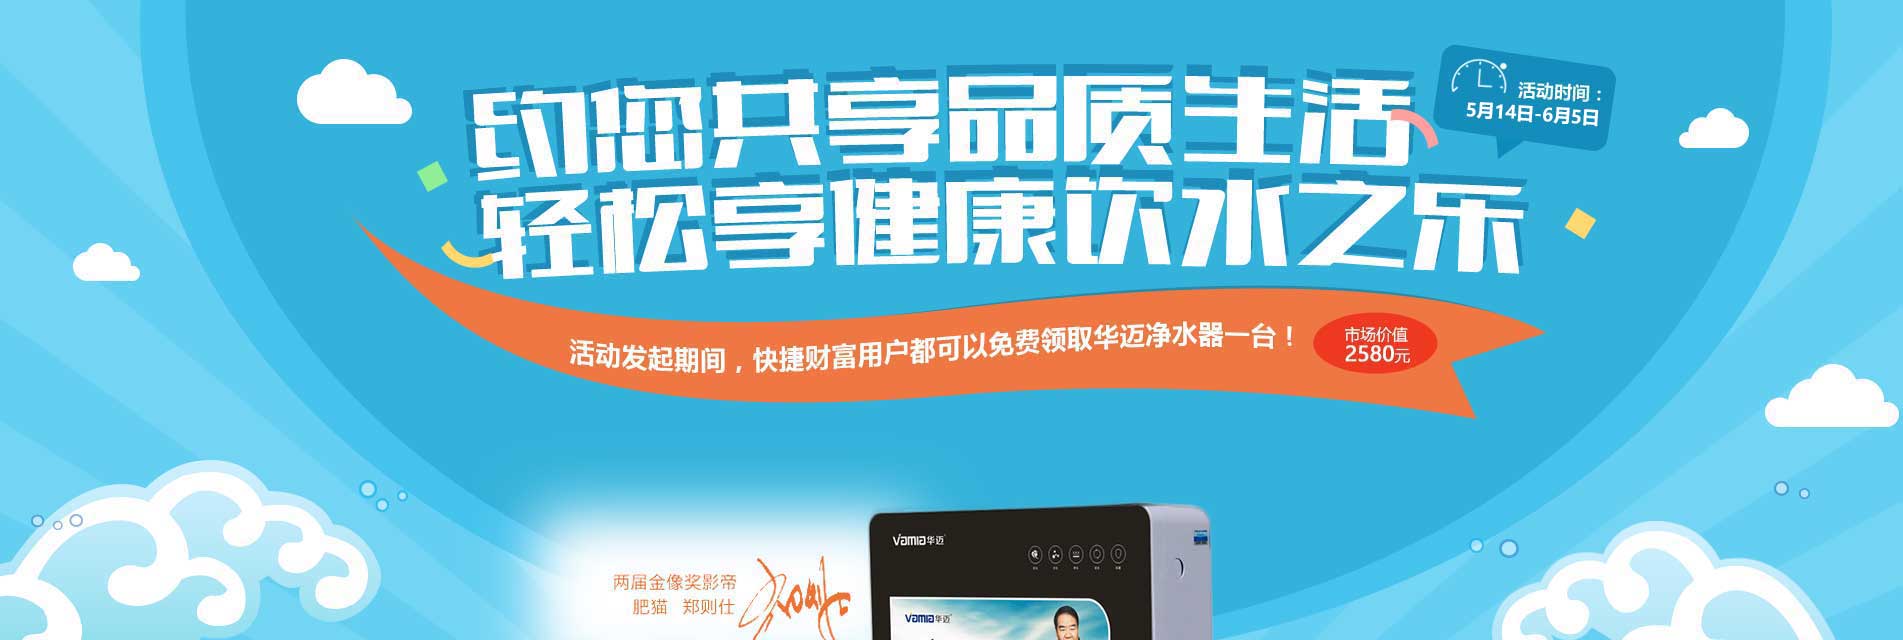 约您共享品质生活
轻松享健康饮水之乐
活动时间：
5月14日-6月5日
活动发起期间，快捷财富用户都可以免费领取华迈净水器一台！
市场价值
2580元
两届金像奖影帝
肥猫 郑则仕
Vamia华迈
Vamia华迈